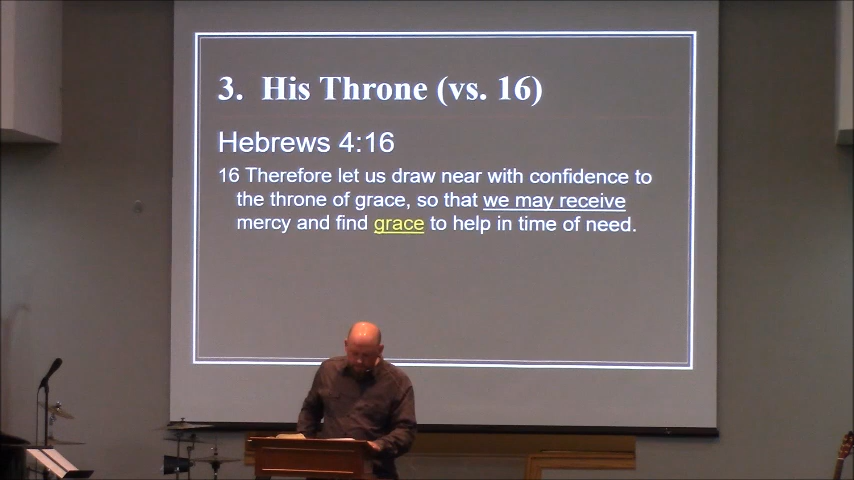 3. His Throne (vs. 16)
Hebrews 4:16
16 Therefore let us draw near with confidence to
the throne of grace, so that we may receive
mercy and find grace to help in time of need.